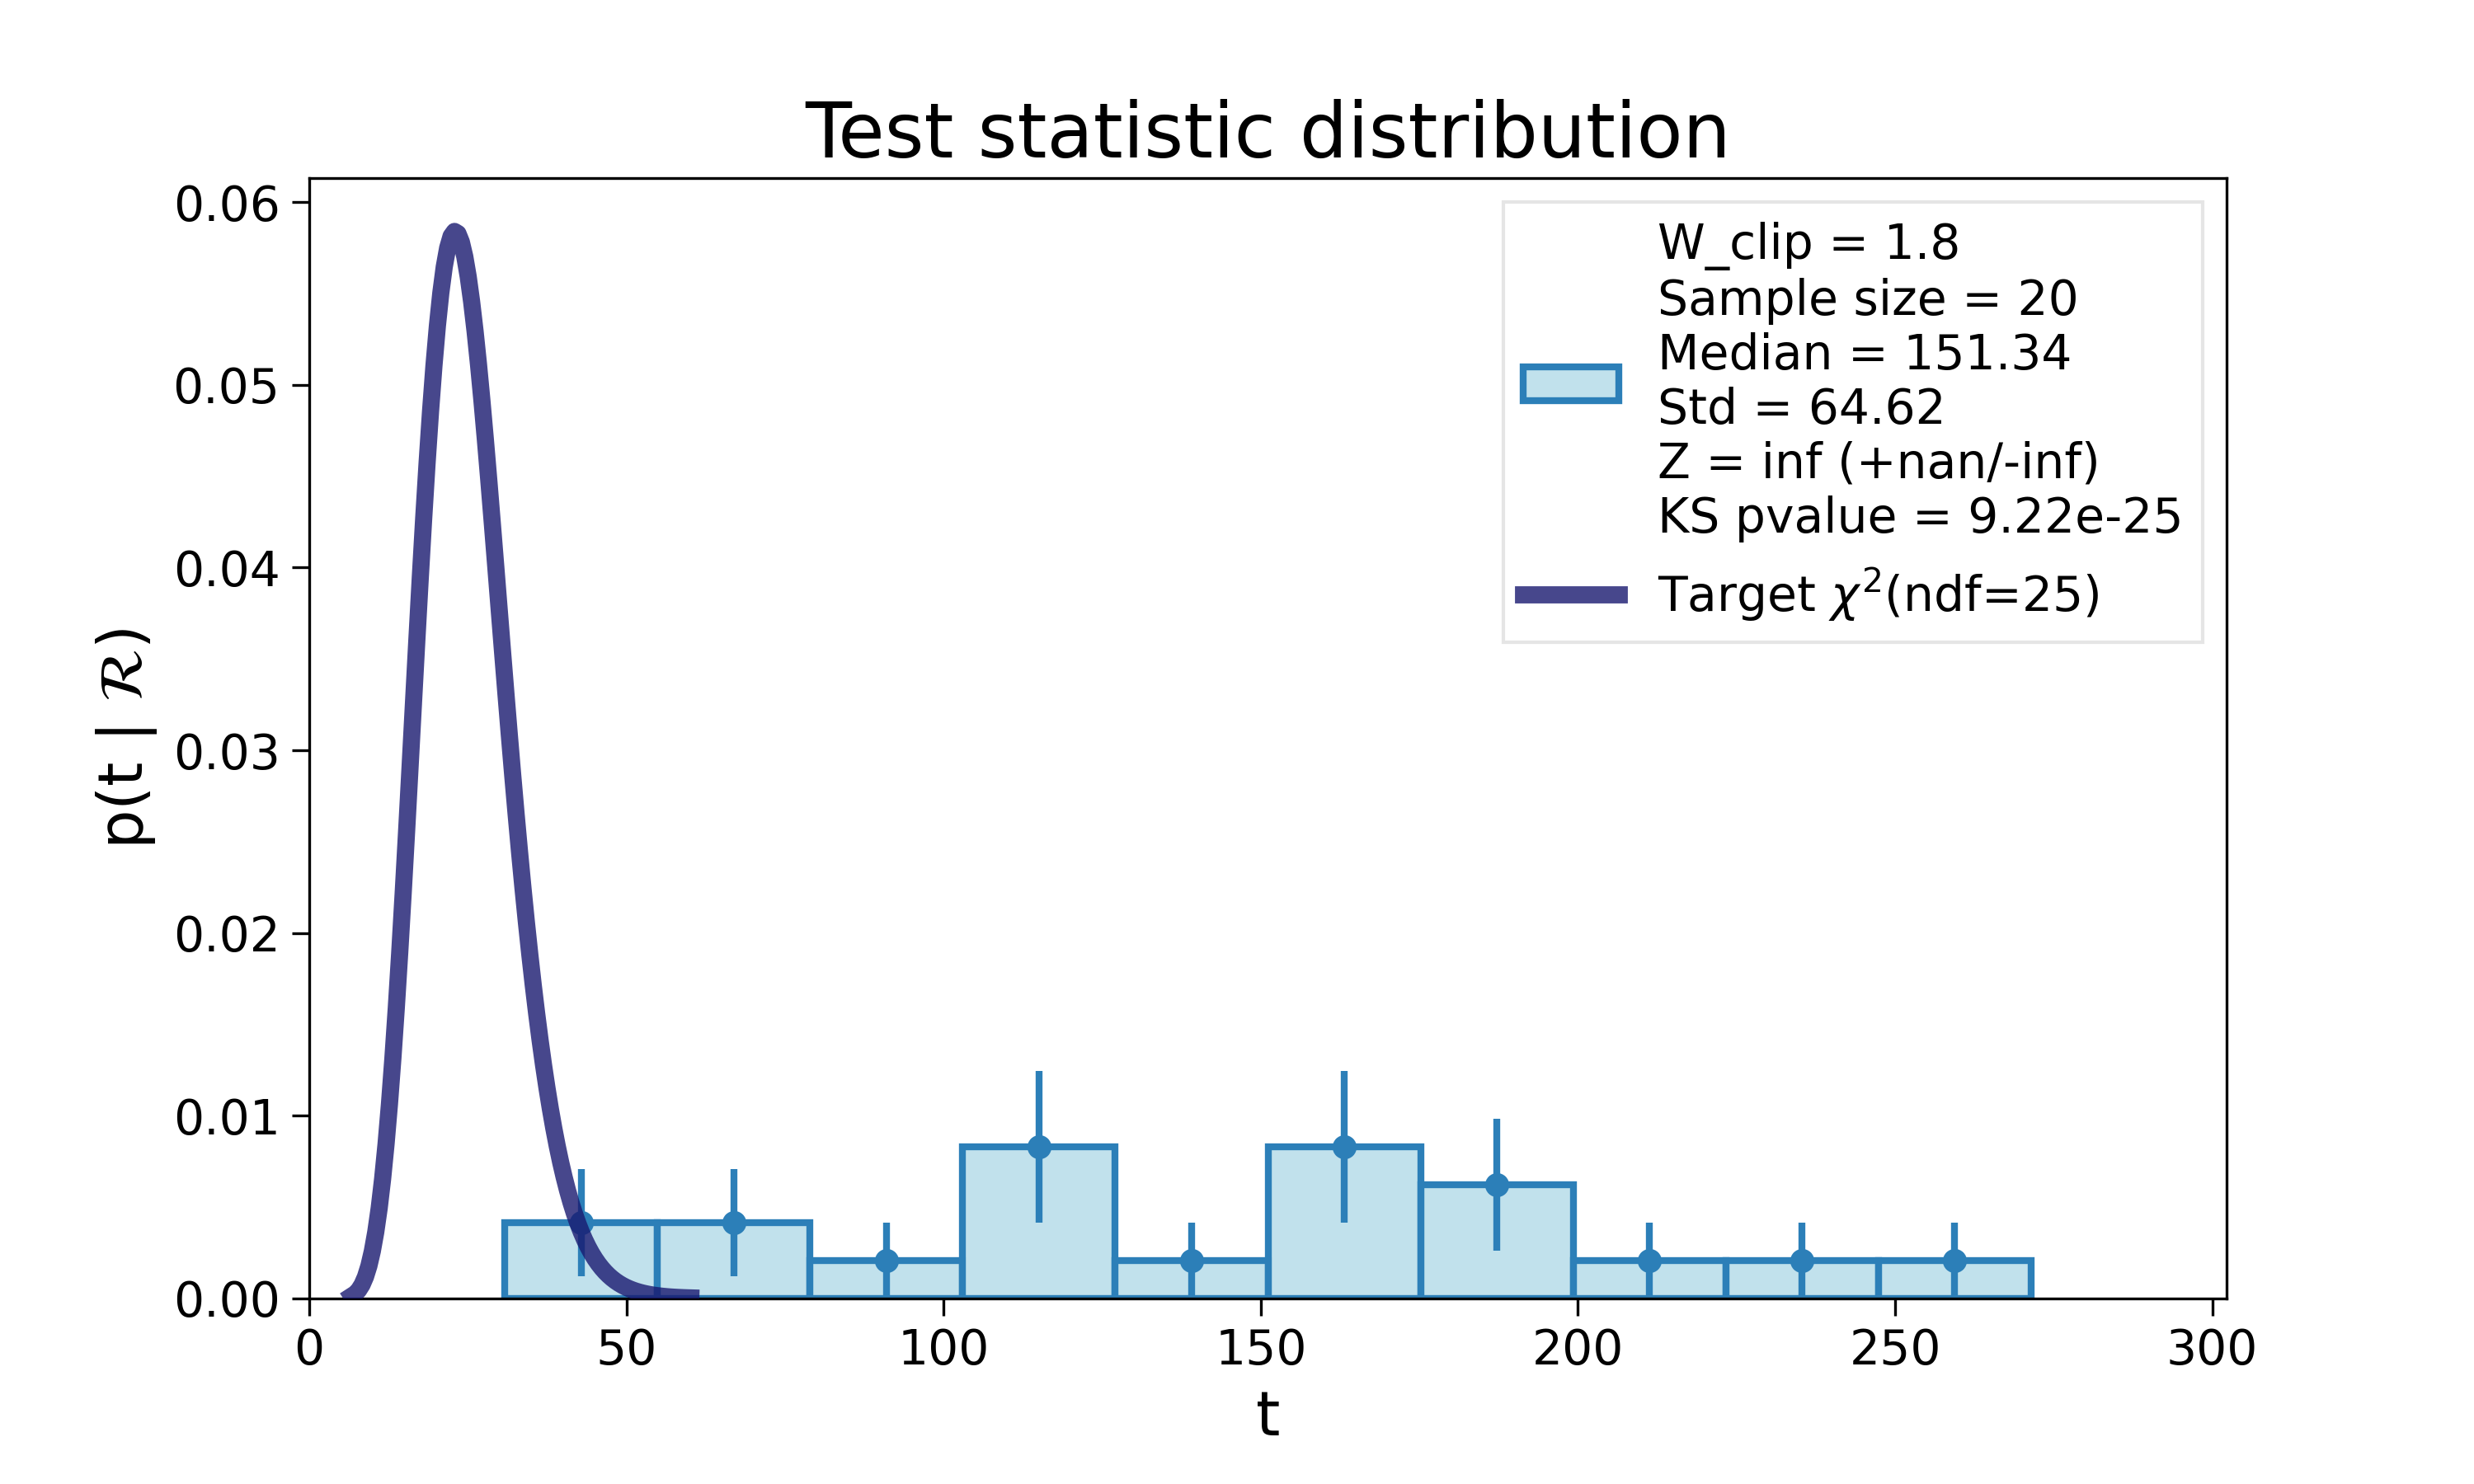 Test statistic distribution
W_clip = 1.8
Sample size = 20
Median = 151.34
Std = 64.62
Z = inf (+nan/-inf)
KS pvalue = 9.22e-25
Target χ²(ndf=25)
p(t | ℛ)
0.06
0.05
0.04
0.03
0.02
0.01
0.00
0 50 100 150 200 250 300
t